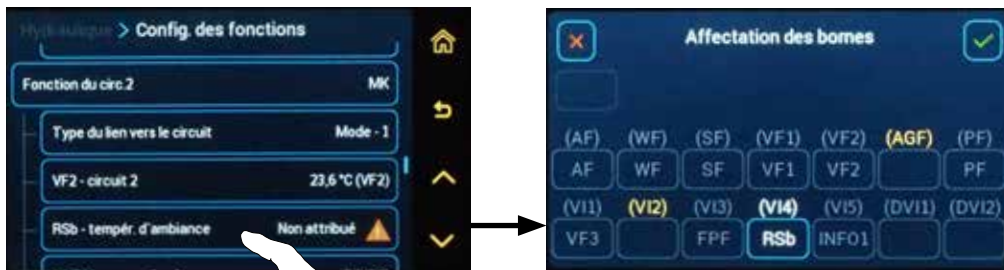 Hydraulique > Config. des fonctions
Fonction du circ.2 MK
Type du lien vers le circuit Mode - 1
VF2 - circuit 2 23,6 °C (VF2)
RSb - tempér. d'ambiance Non attribué
Affectation des bornes
(AF) (WF) (SF) (VF1) (VF2) (AGF) (PF)
AF WF SF VF1 VF2 PF
(VI1) (VI2) (VI3) (VI4) (VI5) (DVI1) (DVI2)
VF3 FPF RSb INFO1